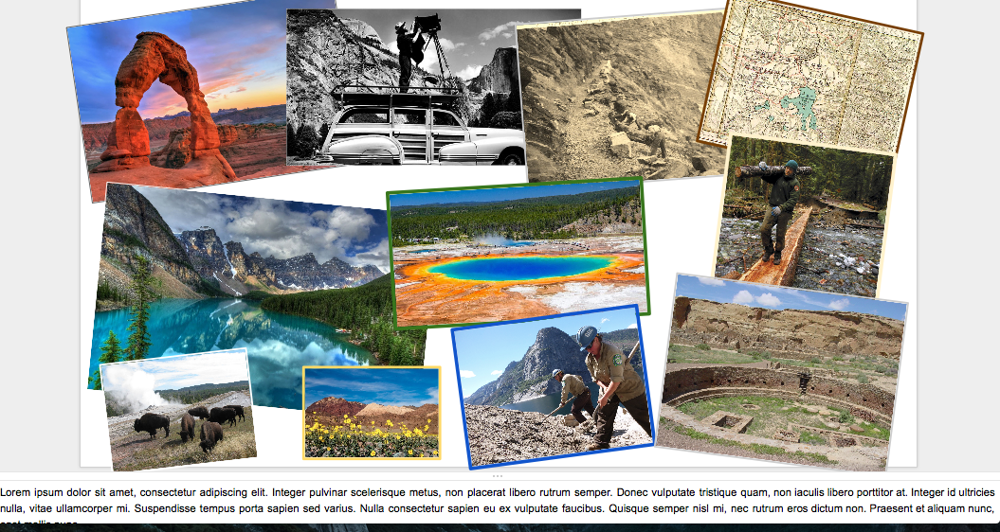 Lorem ipsum dolor sit amet, consectetur adipiscing elit. Integer pulvinar scelerisque metus, non placerat libero rutrum semper. Donec vulputate tristique quam, non iaculis libero porttitor at. Integer id ultricies
nulla, vitae ullamcorper mi. Suspendisse tempus porta sapien sed varius. Nulla consectetur sapien eu ex vulputate faucibus. Quisque semper nisl mi, nec rutrum eros dictum non. Praesent et aliquam nunc,